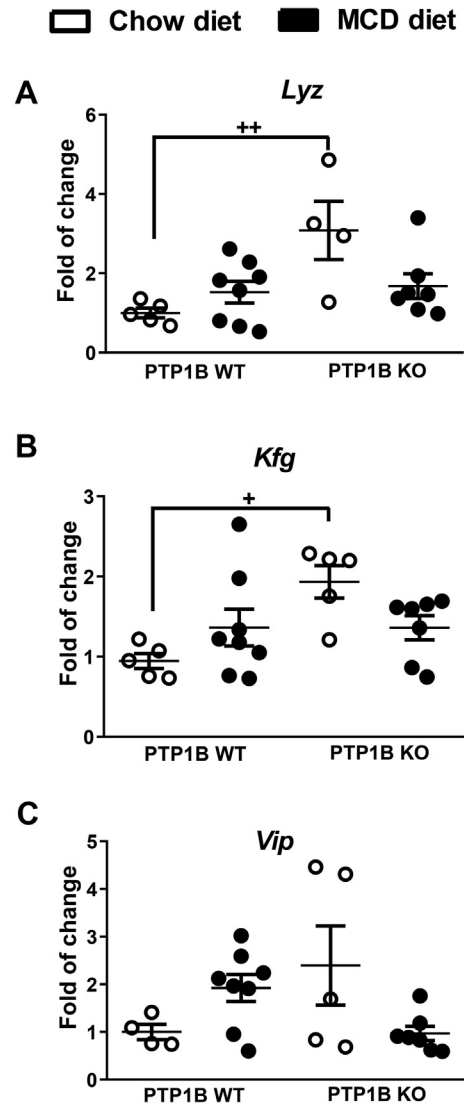 Chow diet MCD diet
A
Lyz
++
Fold of change
6
4
2
0
PTP1B WT PTP1B KO
B
Kfg
+
Fold of change
3
2
1
0
PTP1B WT PTP1B KO
C
Vip
Fold of change
5
4
3
2
1
0
PTP1B WT PTP1B KO